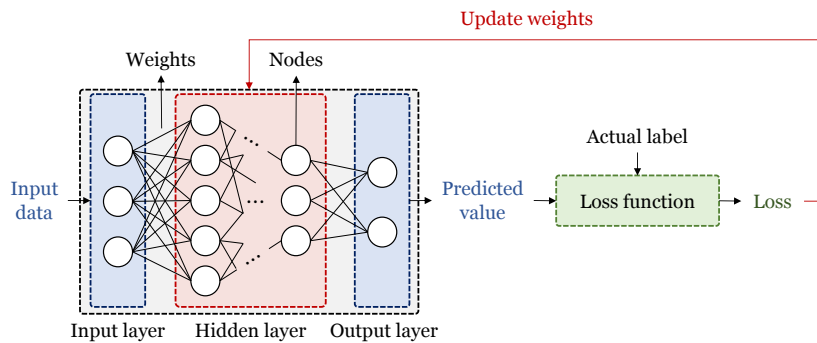 Update weights
Weights
Nodes
Actual label
Input
data
Predicted
value
Loss function
Loss
...
...
...
Input layer
Hidden layer
Output layer